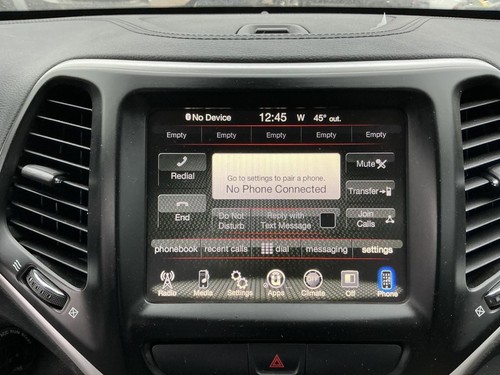 No Device 12:45 W 45° out.
Empty Empty Empty Empty Empty
Redial
Go to settings to pair a phone.
No Phone Connected
Mute
Transfer
End
Do Not Disturb
Reply with Text Message
Join Calls
phonebook recent calls dial messaging settings
Radio Media Settings Apps Climate Off Phone